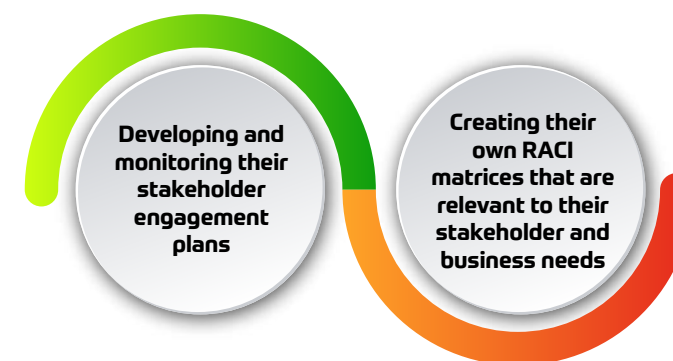 Developing and
monitoring their
stakeholder
engagement
plans
Creating their
own RACI
matrices that are
relevant to their
stakeholder and
business needs